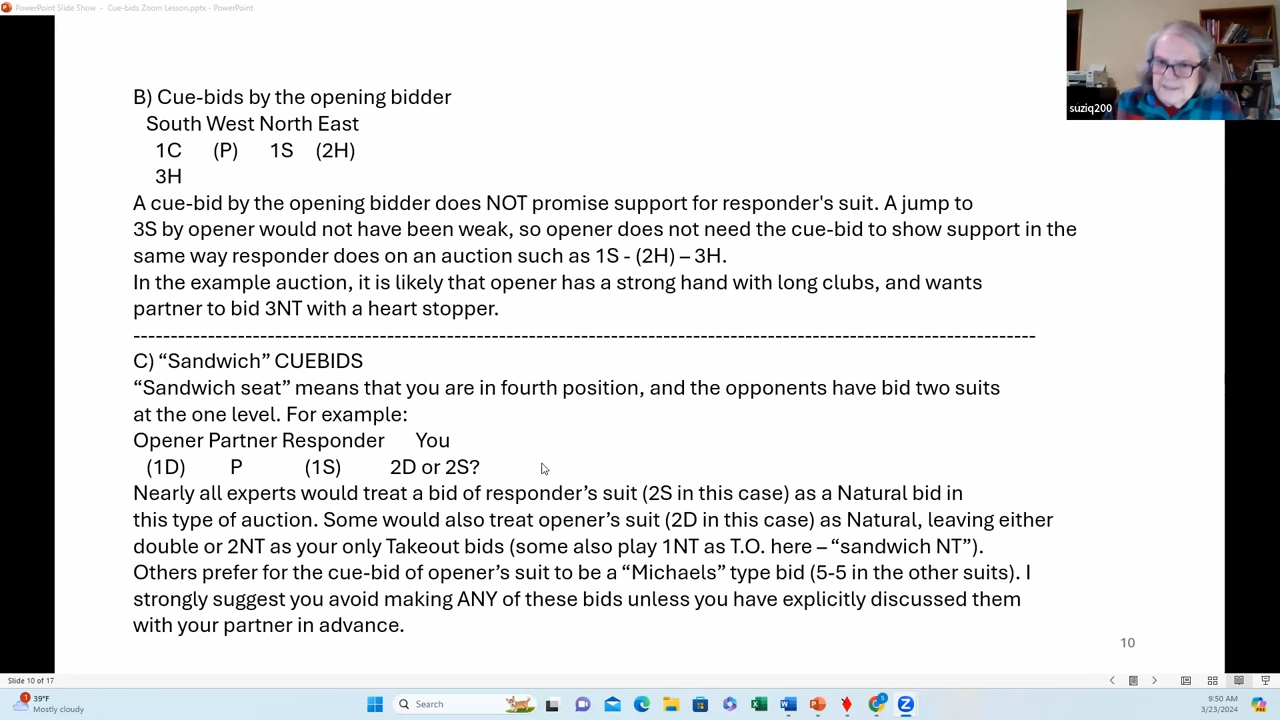 PowerPoint Slide Show - Cue-bids Zoom Lesson.pptx - PowerPoint
suziq200
B) Cue-bids by the opening bidder
South West North East
1C (P) 1S (2H)
3H
A cue-bid by the opening bidder does NOT promise support for responder's suit. A jump to
3S by opener would not have been weak, so opener does not need the cue-bid to show support in the
same way responder does on an auction such as 1S - (2H) – 3H.
In the example auction, it is likely that opener has a strong hand with long clubs, and wants
partner to bid 3NT with a heart stopper.
----------------------------------------------------------------------------------------------------------------
C) “Sandwich” CUEBIDS
“Sandwich seat” means that you are in fourth position, and the opponents have bid two suits
at the one level. For example:
Opener Partner Responder You
(1D) P (1S) 2D or 2S?
Nearly all experts would treat a bid of responder’s suit (2S in this case) as a Natural bid in
this type of auction. Some would also treat opener’s suit (2D in this case) as Natural, leaving either
double or 2NT as your only Takeout bids (some also play 1NT as T.O. here – “sandwich NT”).
Others prefer for the cue-bid of opener’s suit to be a “Michaels” type bid (5-5 in the other suits). I
strongly suggest you avoid making ANY of these bids unless you have explicitly discussed them
with your partner in advance.
10
Slide 10 of 17
1
39°F
Mostly cloudy
Search
9:50 AM
3/23/2024